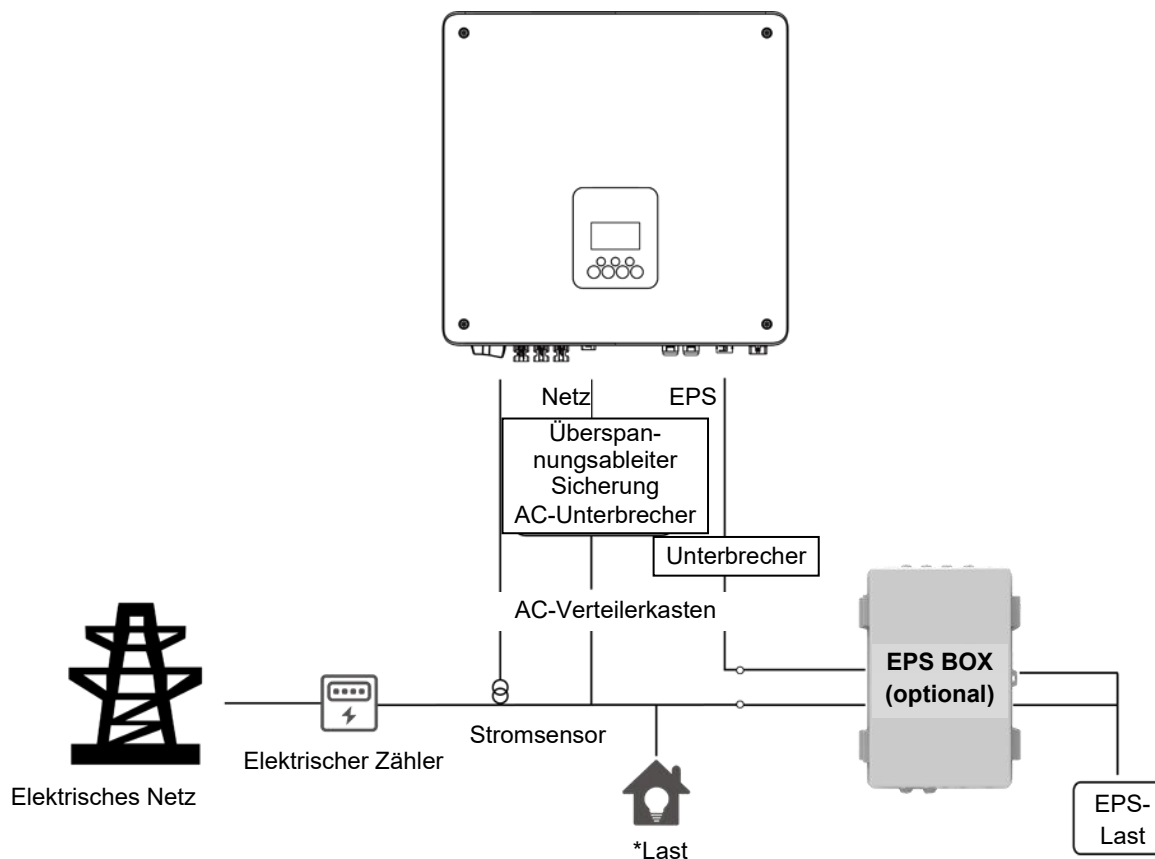 Netz
EPS
Überspan-
nungsableiter
Sicherung
AC-Unterbrecher
Unterbrecher
AC-Verteilerkasten
EPS BOX
(optional)
Stromsensor
Elektrischer Zähler
Elektrisches Netz
*Last
EPS-
Last